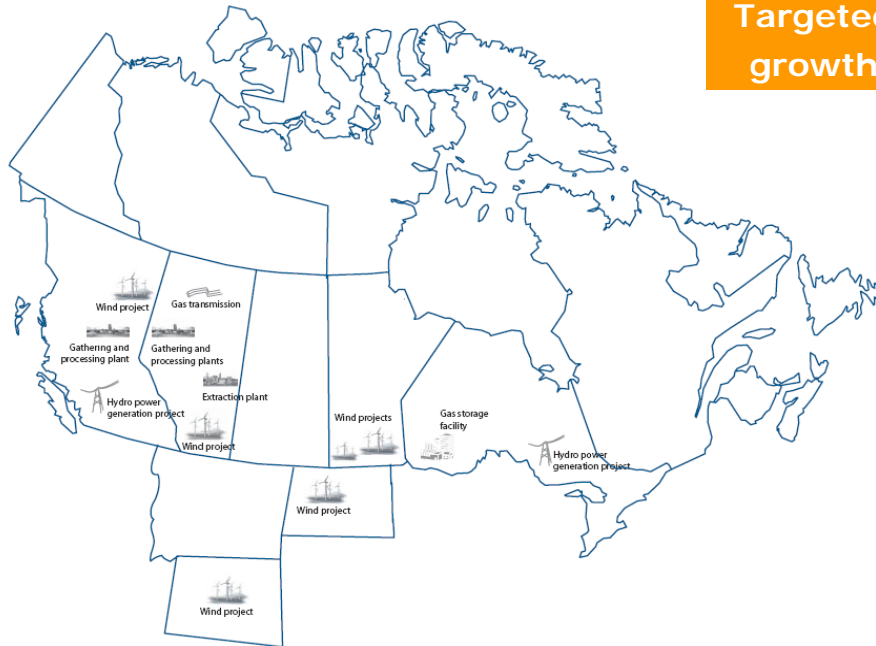 Targeted
growth
Wind project
Gas transmission
Gathering and
processing plant
Gathering and
processing plants
Extraction plant
Hydro power
generation project
Wind project
Wind projects
Gas storage
facility
Hydro power
generation project
Wind project
Wind project